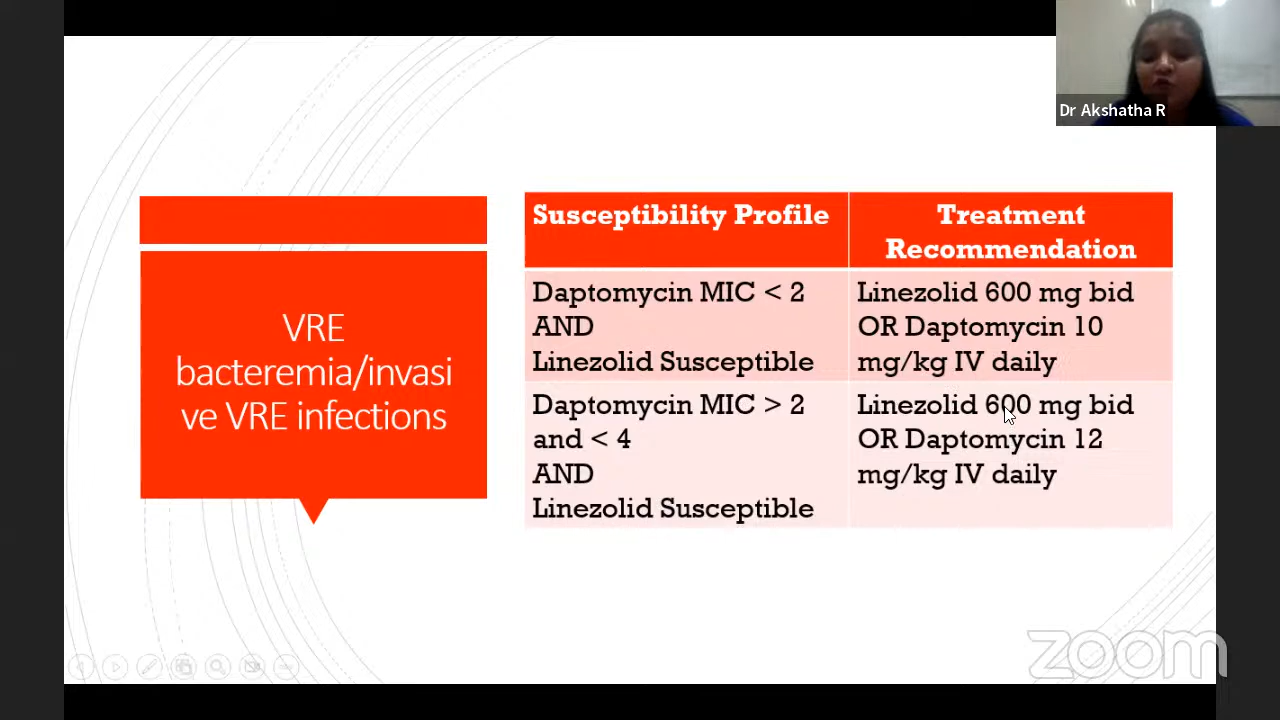 Dr Akshatha R
VRE
bacteremia/invasi
ve VRE infections
Susceptibility Profile
Treatment
Recommendation
Daptomycin MIC < 2
AND
Linezolid Susceptible
Linezolid 600 mg bid
OR Daptomycin 10
mg/kg IV daily
Daptomycin MIC > 2
and < 4
AND
Linezolid Susceptible
Linezolid 600 mg bid
OR Daptomycin 12
mg/kg IV daily
zoom